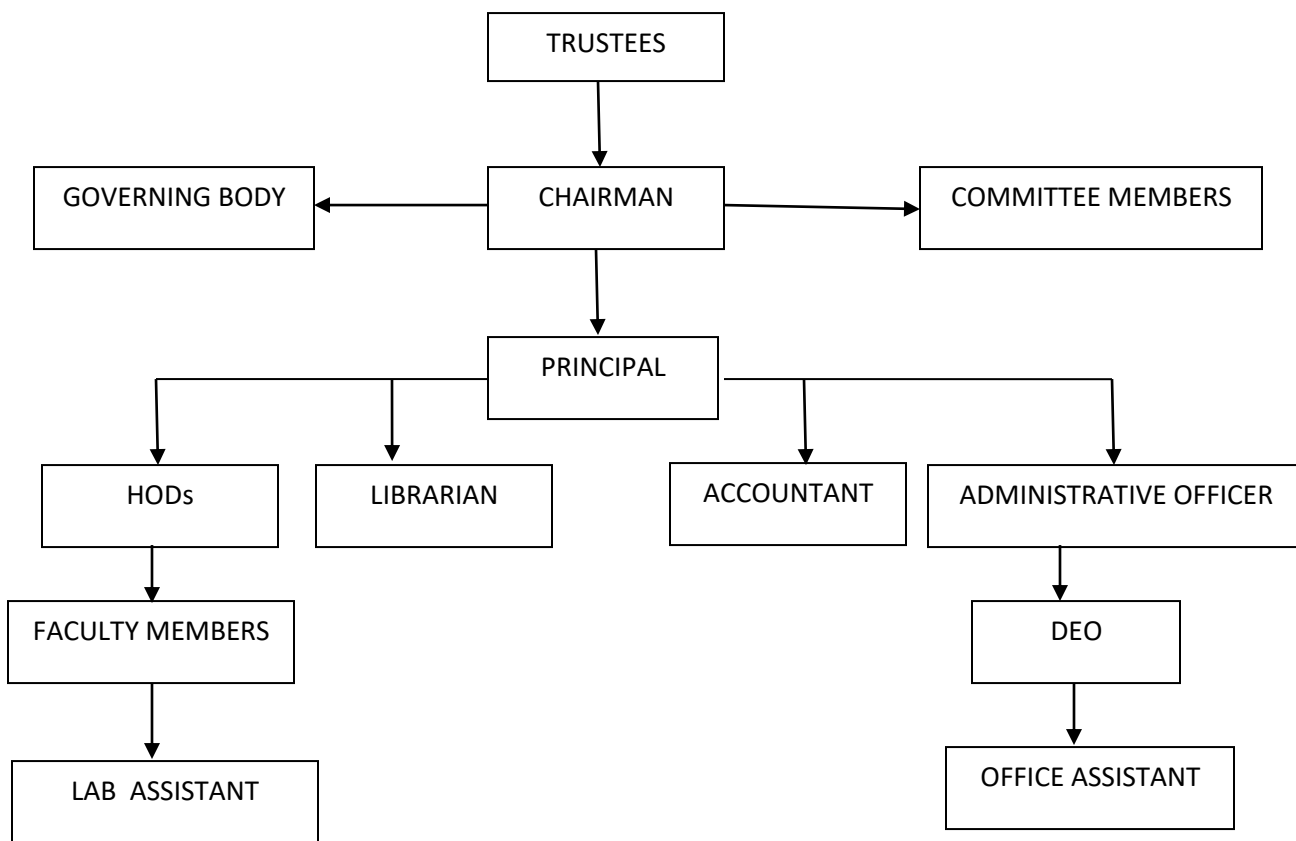 TRUSTEES
GOVERNING BODY
CHAIRMAN
COMMITTEE MEMBERS
PRINCIPAL
HODs
LIBRARIAN
ACCOUNTANT
ADMINISTRATIVE OFFICER
FACULTY MEMBERS
DEO
LAB ASSISTANT
OFFICE ASSISTANT